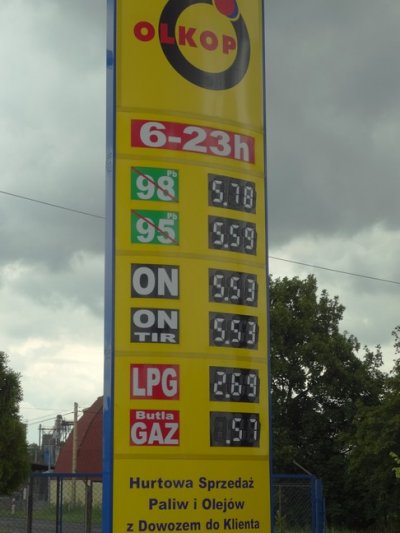 OLKOP
6-23h
98 Pb 5.78
95 Pb 5.59
ON 5.53
ON TIR 5.53
LPG 2.69
Butla GAZ .57
Hurtowa Sprzedaż
Paliw i Olejów
z Dowozem do Klienta